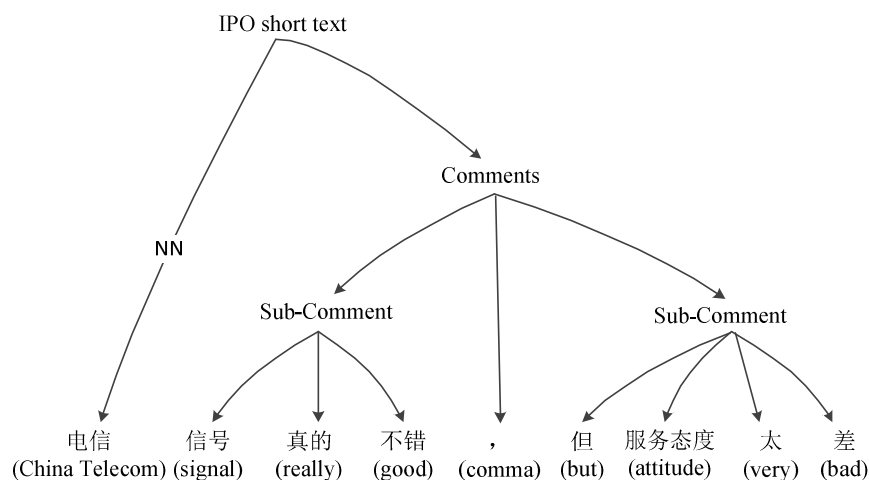 IPO short text
Comments
NN
Sub-Comment
Sub-Comment
电信 信号 真的 不错 , 但 服务态度 太 差
(China Telecom) (signal) (really) (good) (comma) (but) (attitude) (very) (bad)